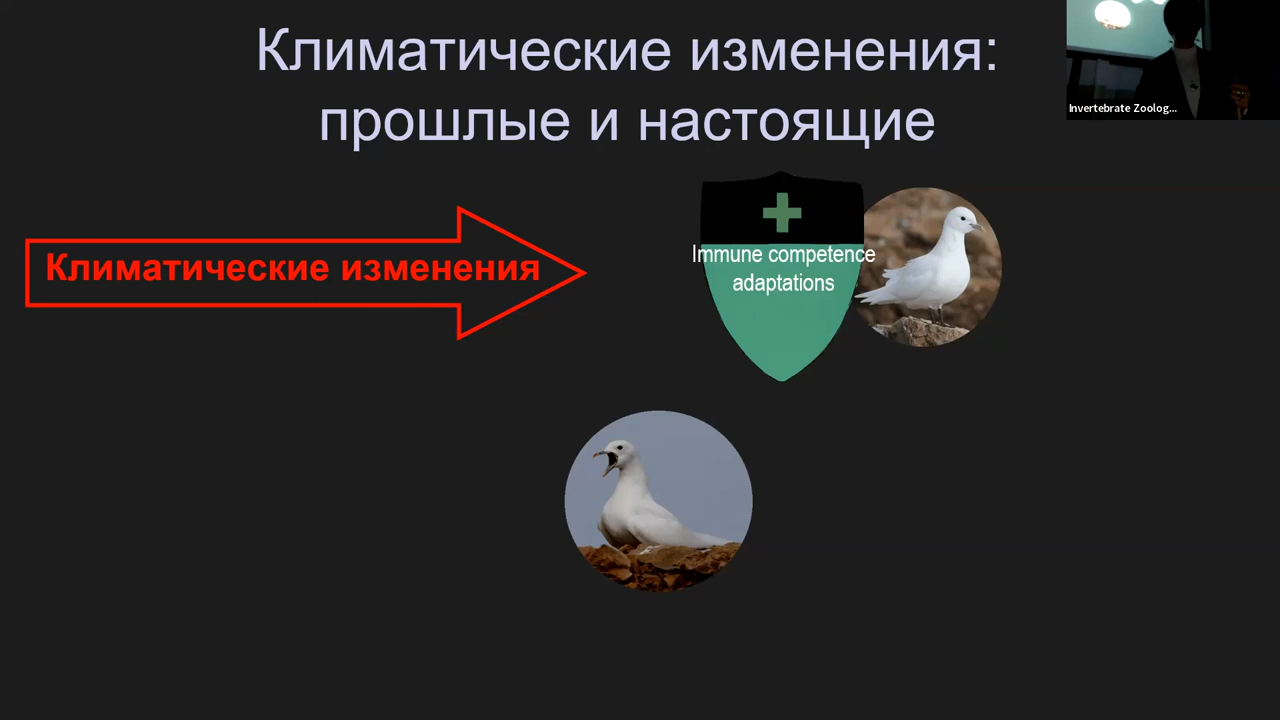 Климатические изменения:
прошлые и настоящие
Invertebrate Zoolog...
Климатические изменения
Immune competence
adaptations